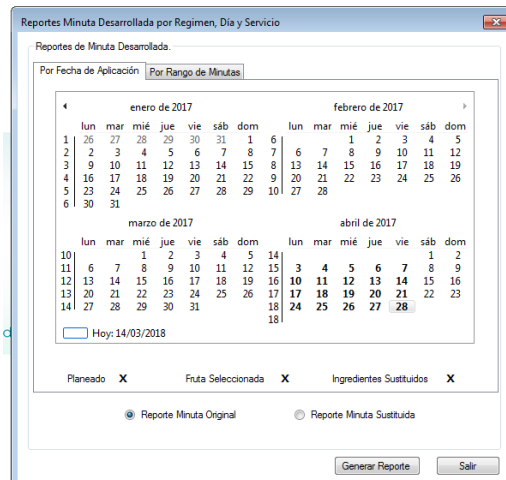 Reportes Minuta Desarrollada por Regimen, Día y Servicio
Reportes de Minuta Desarrollada.
Por Fecha de Aplicación Por Rango de Minutas
enero de 2017
lun mar mié jue vie sáb dom
1 26 27 28 29 30 31 1
2 2 3 4 5 6 7 8
3 9 10 11 12 13 14 15
4 16 17 18 19 20 21 22
5 23 24 25 26 27 28 29
6 30 31
febrero de 2017
lun mar mié jue vie sáb dom
6 1 2 3 4 5
7 6 7 8 9 10 11 12
8 13 14 15 16 17 18 19
9 20 21 22 23 24 25 26
10 27 28
marzo de 2017
lun mar mié jue vie sáb dom
10 1 2 3 4 5
11 6 7 8 9 10 11 12
12 13 14 15 16 17 18 19
13 20 21 22 23 24 25 26
14 27 28 29 30 31
abril de 2017
lun mar mié jue vie sáb dom
14 1 2
15 3 4 5 6 7 8 9
16 10 11 12 13 14 15 16
17 17 18 19 20 21 22 23
18 24 25 26 27 28
18
Hoy: 14/03/2018
Planeado X Fruta Seleccionada X Ingredientes Sustituidos X
Reporte Minuta Original Reporte Minuta Sustituida
Generar Reporte Salir